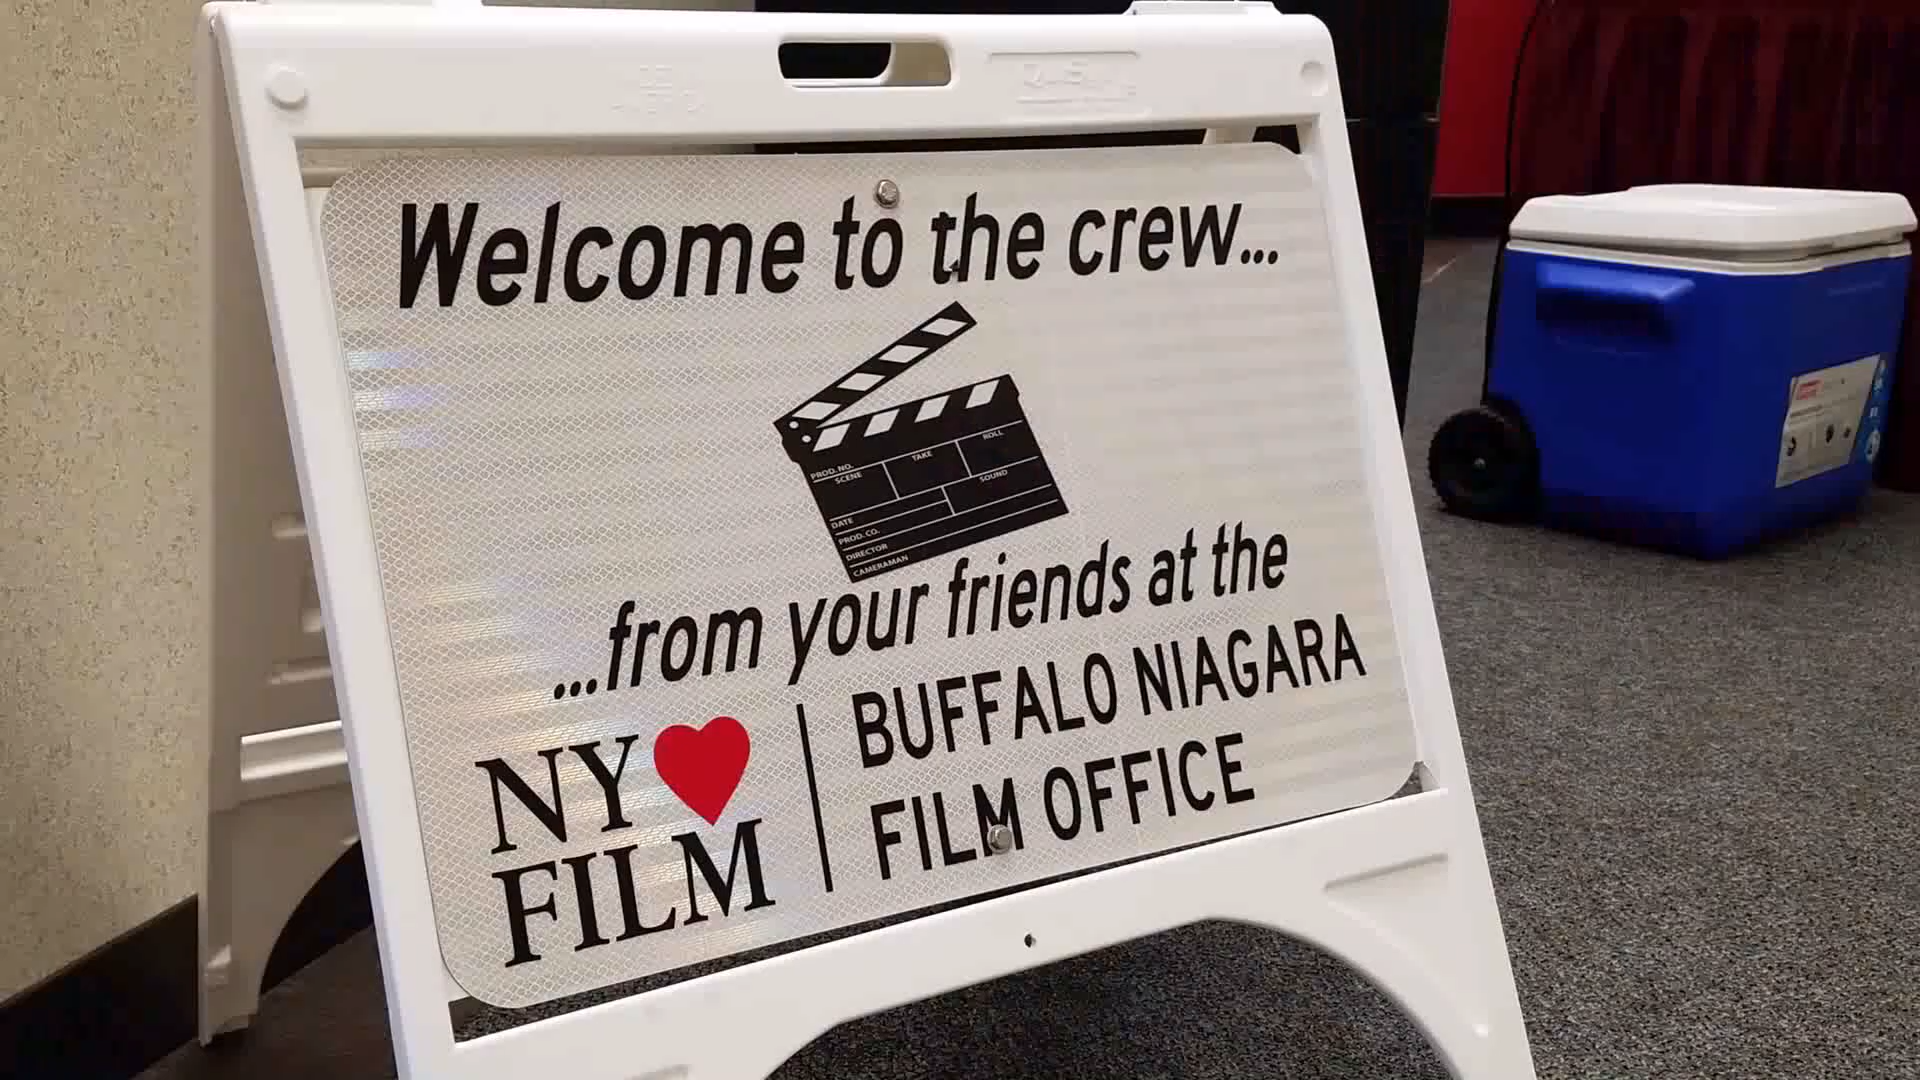 Welcome to the crew...
PROD. NO.
SCENE
TAKE
ROLL
SOUND
DATE
PROD. CO.
DIRECTOR
CAMERAMAN
...from your friends at the
NY♥
FILM
BUFFALO NIAGARA
FILM OFFICE